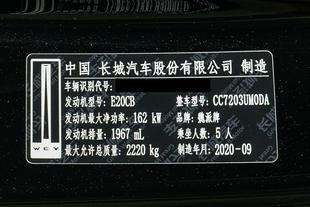 中国 长城汽车股份有限公司 制造
车辆识别代号:
发动机型号: E20CB 整车型号: CC7203UM0DA
发动机最大净功率: 162 kW 品牌: 魏派牌
发动机排量: 1967 mL 乘坐人数: 5 人
最大允许总质量: 2220 kg 制造年月: 2020-09
WEY